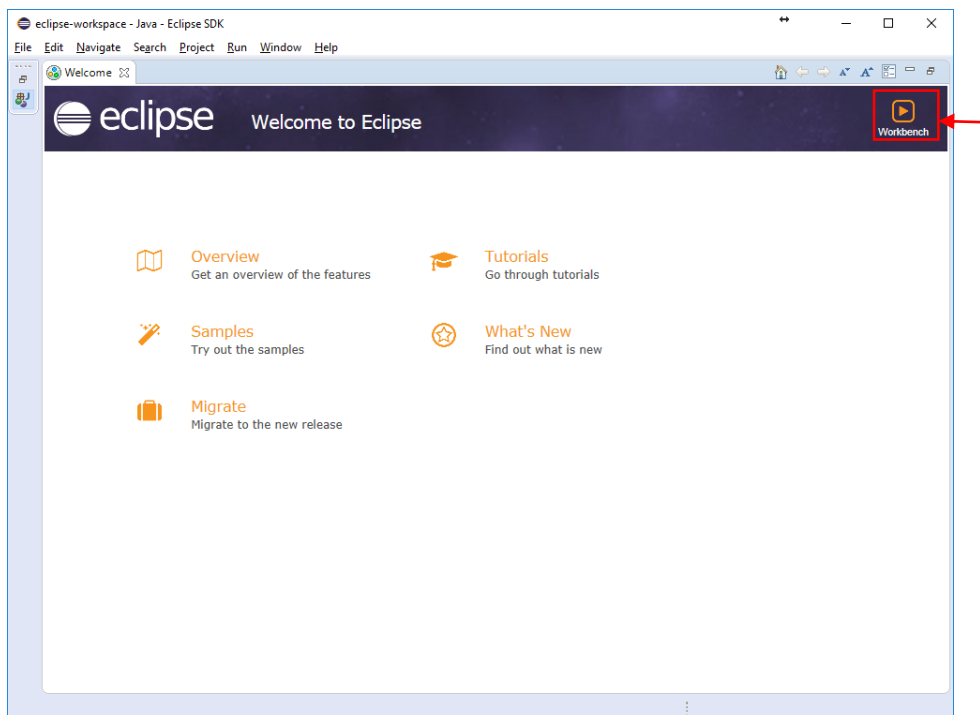 eclipse-workspace - Java - Eclipse SDK
File Edit Navigate Search Project Run Window Help
Welcome
eclipse Welcome to Eclipse
Workbench
Overview
Get an overview of the features
Tutorials
Go through tutorials
Samples
Try out the samples
What's New
Find out what is new
Migrate
Migrate to the new release